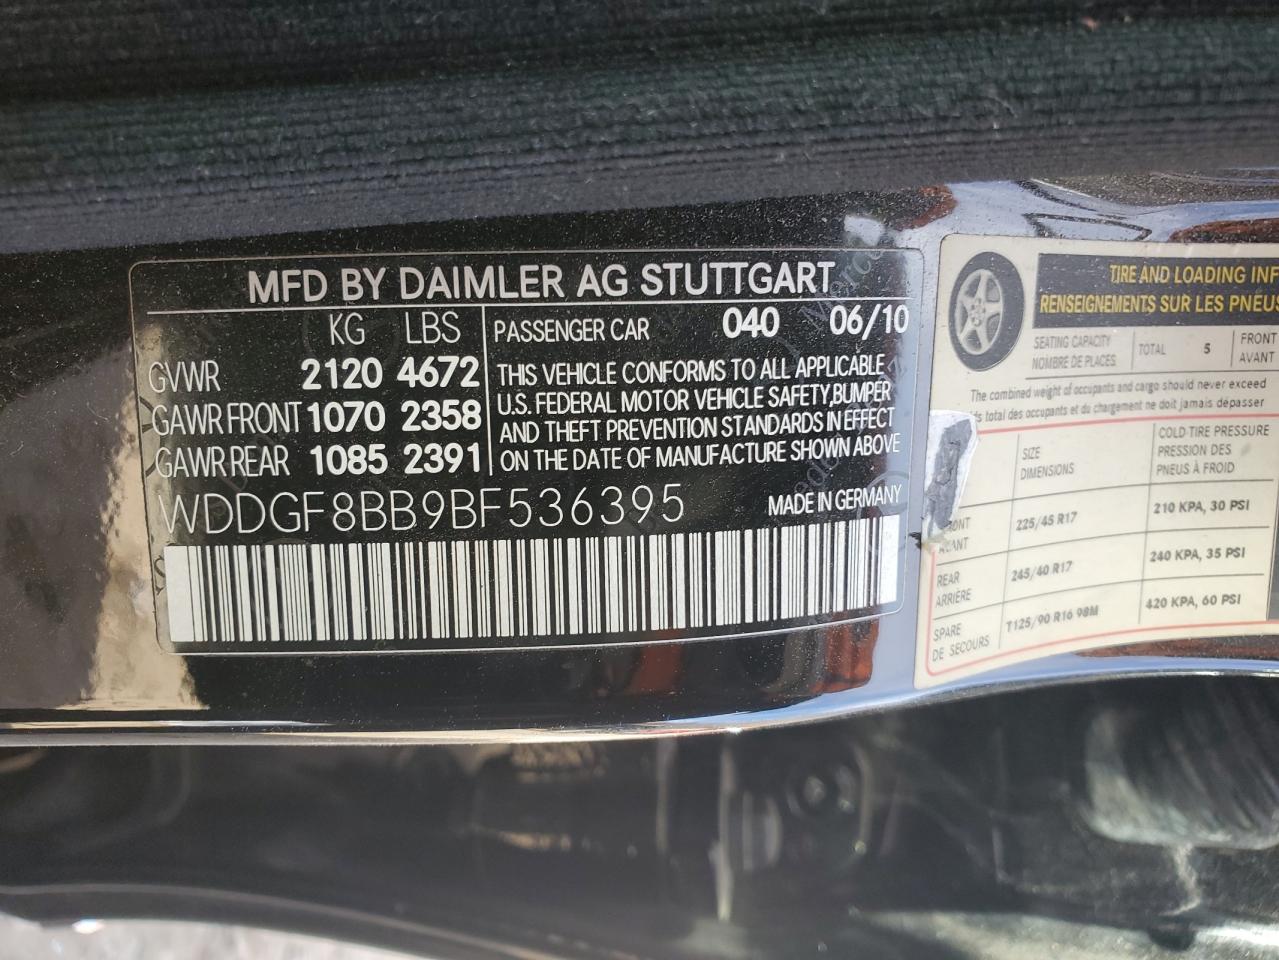 MFD BY DAIMLER AG STUTTGART
KG LBS
GVWR 2120 4672
GAWR FRONT 1070 2358
GAWR REAR 1085 2391
PASSENGER CAR 040 06/10
THIS VEHICLE CONFORMS TO ALL APPLICABLE
U.S. FEDERAL MOTOR VEHICLE SAFETY,BUMPER
AND THEFT PREVENTION STANDARDS IN EFFECT
ON THE DATE OF MANUFACTURE SHOWN ABOVE
WDDGF8BB9BF536395 MADE IN GERMANY
TIRE AND LOADING
RENSEIGNEMENTS SUR LES
SEATING CAPACITY
NOMBRE DE PLACES
TOTAL 5
FRONT
AVANT
The combined weight of occupants and cargo should never exceed
total des occupants et du chargement ne doit jamais dépasser
SIZE
DIMENSIONS
COLD TIRE PRESSURE
PRESSION DES
PNEUS À FROID
225/45 R17 210 KPA, 30 PSI
REAR
ARRIÈRE
245/40 R17 240 KPA, 35 PSI
SPARE
DE SECOURS
T125/90 R16 98M 420 KPA, 60 PSI